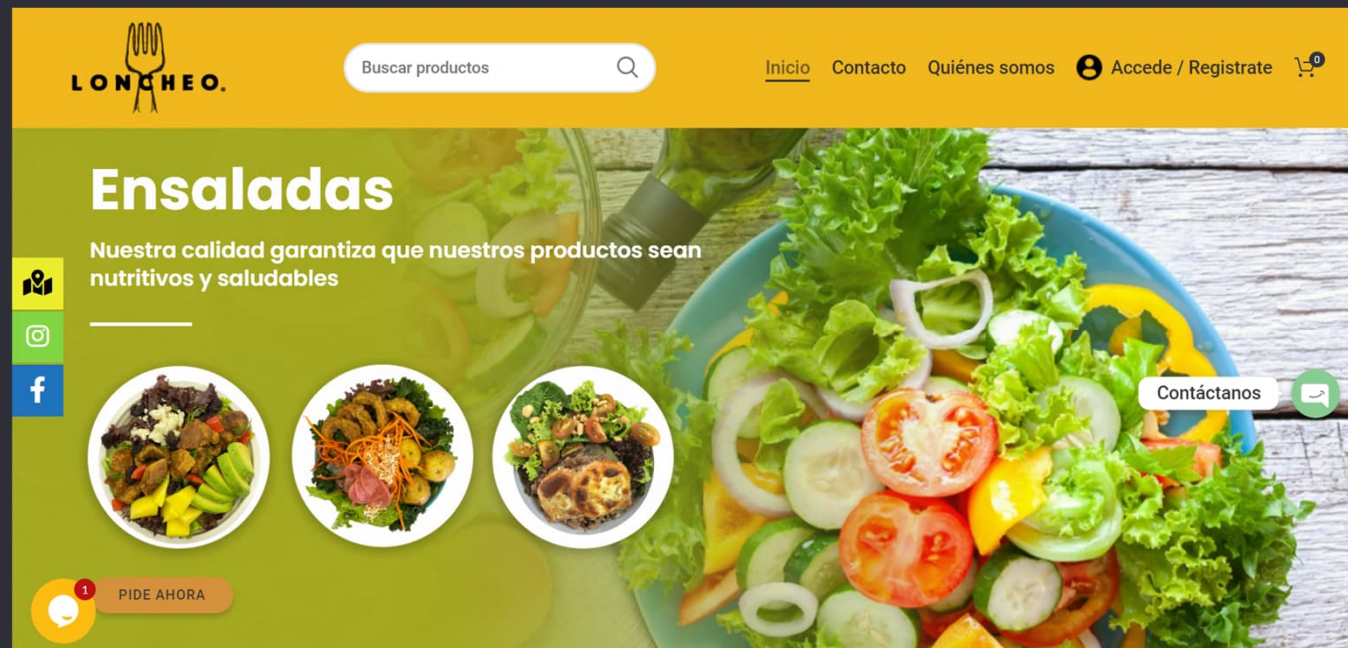 LONCHEO.
Buscar productos
Inicio
Contacto
Quiénes somos
Accede / Registrate
0
Ensaladas
Nuestra calidad garantiza que nuestros productos sean
nutritivos y saludables
Contáctanos
1
PIDE AHORA